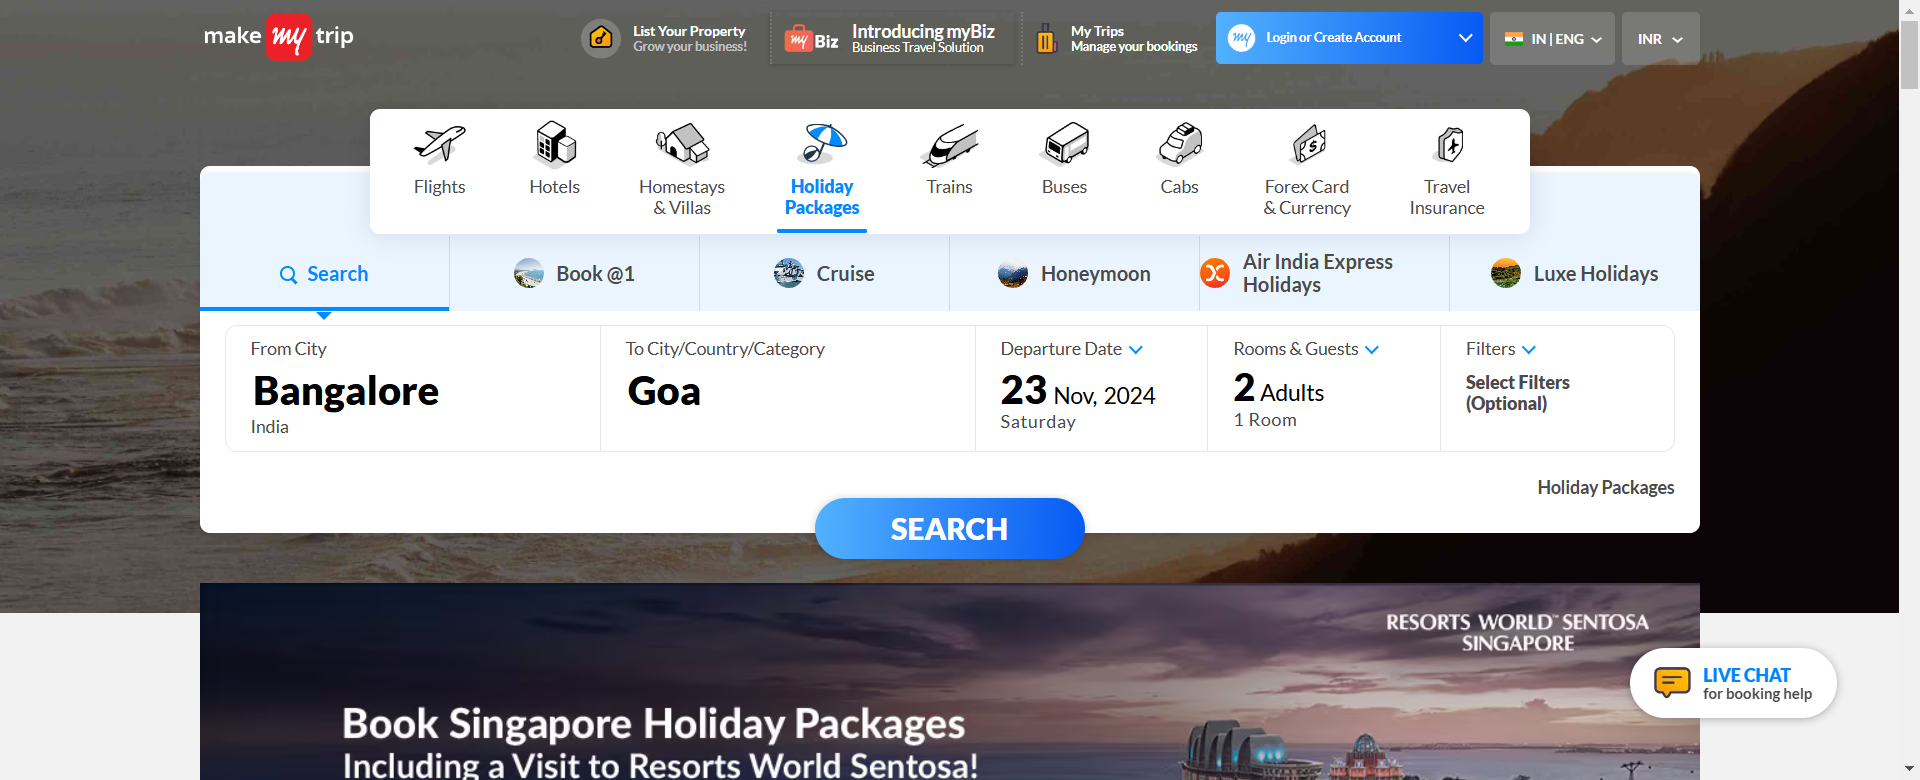 make my trip
List Your Property
Grow your business!
my Biz
Introducing myBiz
Business Travel Solution
My Trips
Manage your bookings
my
Login or Create Account
IN | ENG
INR
Flights
Hotels
Homestays
& Villas
Holiday
Packages
Trains
Buses
Cabs
Forex Card
& Currency
Travel
Insurance
Search
Book @1
Cruise
Honeymoon
Air India Express
Holidays
Luxe Holidays
From City
Bangalore
India
To City/Country/Category
Goa
Departure Date
23 Nov, 2024
Saturday
Rooms & Guests
2 Adults
1 Room
Filters
Select Filters
(Optional)
Holiday Packages
SEARCH
RESORTS WORLD™ SENTOSA
SINGAPORE
LIVE CHAT
for booking help
Book Singapore Holiday Packages
Including a Visit to Resorts World Sentosa!